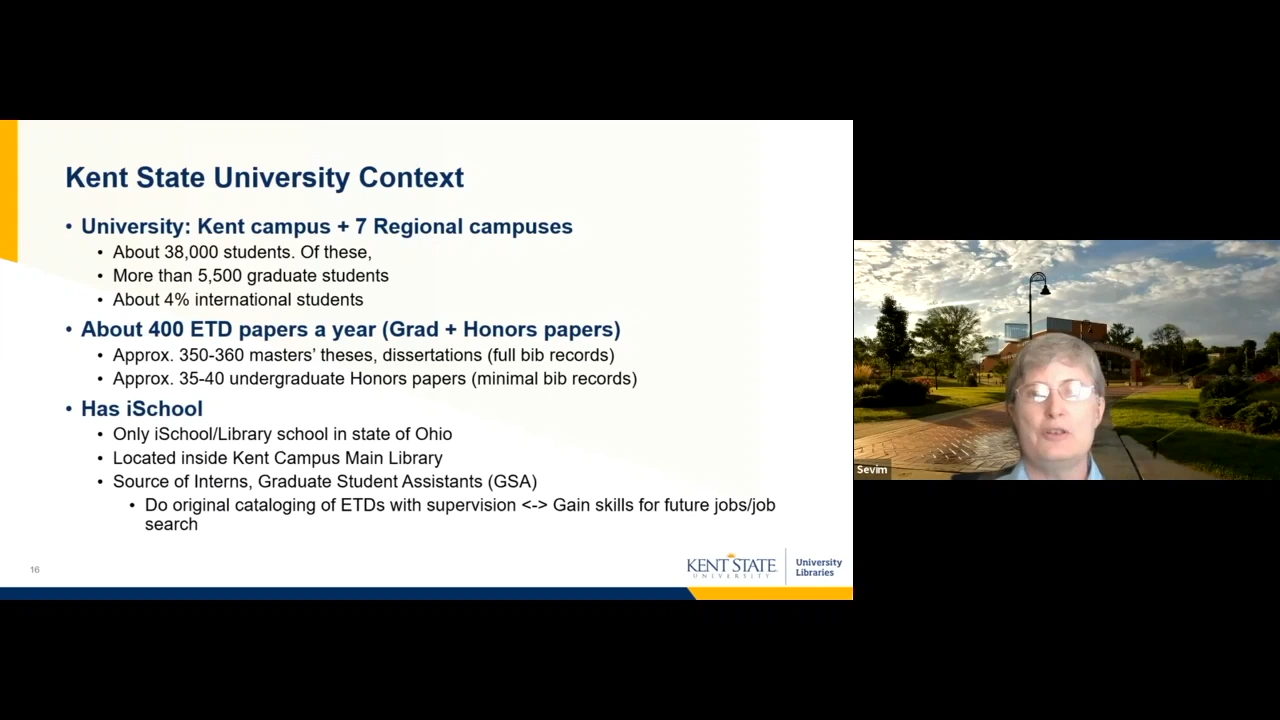 Kent State University Context
• University: Kent campus + 7 Regional campuses
• About 38,000 students. Of these,
• More than 5,500 graduate students
• About 4% international students
• About 400 ETD papers a year (Grad + Honors papers)
• Approx. 350-360 masters’ theses, dissertations (full bib records)
• Approx. 35-40 undergraduate Honors papers (minimal bib records)
• Has iSchool
• Only iSchool/Library school in state of Ohio
• Located inside Kent Campus Main Library
• Source of Interns, Graduate Student Assistants (GSA)
• Do original cataloging of ETDs with supervision <-> Gain skills for future jobs/job
search
16
KENT STATE
UNIVERSITY
University
Libraries
Sevim